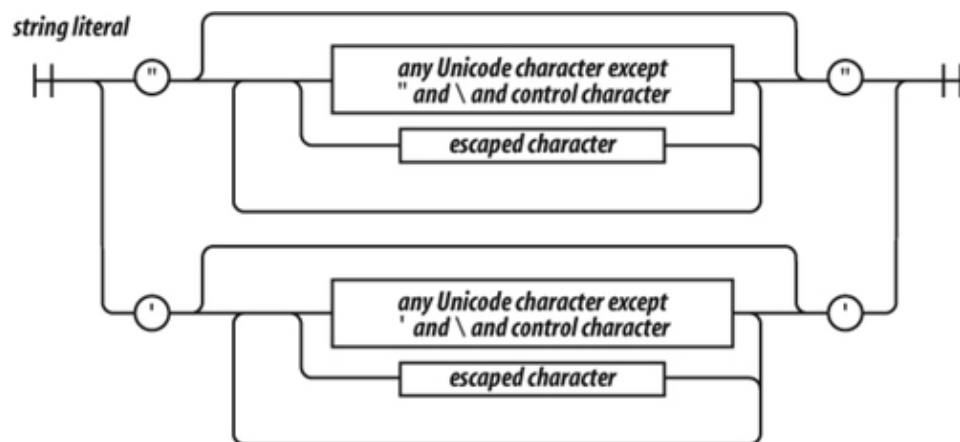 string literal
" any Unicode character except "
" and \ and control character
escaped character
' any Unicode character except '
' and \ and control character
escaped character